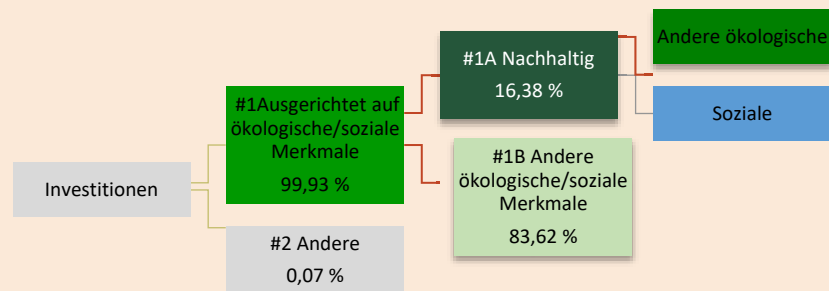 Investitionen
#1Ausgerichtet auf
ökologische/soziale
Merkmale
99,93 %
#2 Andere
0,07 %
#1A Nachhaltig
16,38 %
#1B Andere
ökologische/soziale
Merkmale
83,62 %
Andere ökologische
Soziale